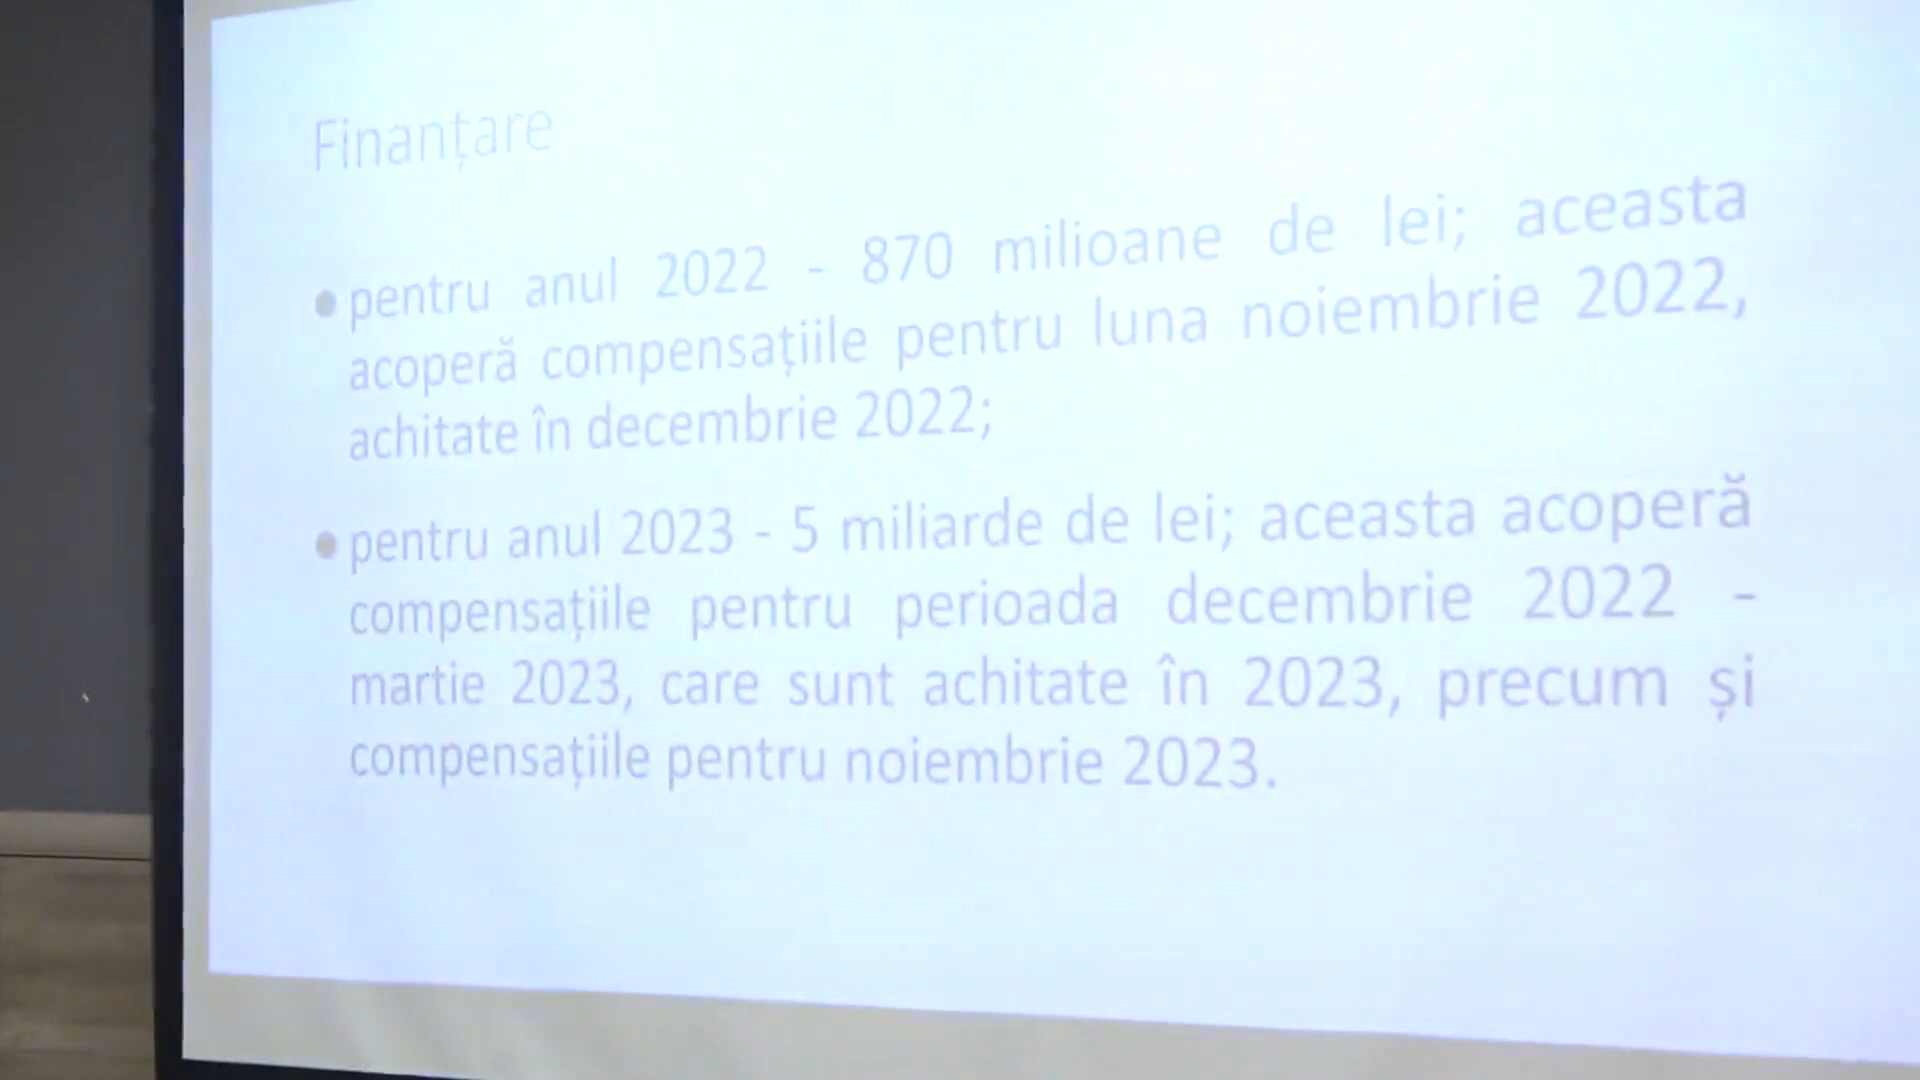 Finanțare
• pentru anul 2022 - 870 milioane de lei; aceasta
acoperă compensațiile pentru luna noiembrie 2022,
achitate în decembrie 2022;
• pentru anul 2023 - 5 miliarde de lei; aceasta acoperă
compensațiile pentru perioada decembrie 2022 -
martie 2023, care sunt achitate în 2023, precum și
compensațiile pentru noiembrie 2023.